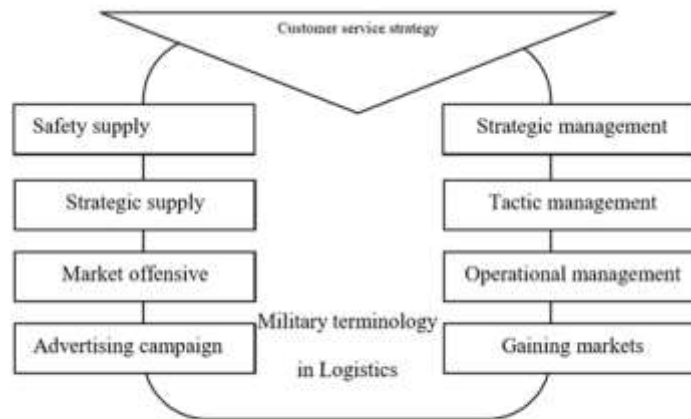 Customer service strategy
Safety supply
Strategic supply
Market offensive
Advertising campaign
Military terminology
in Logistics
Strategic management
Tactic management
Operational management
Gaining markets